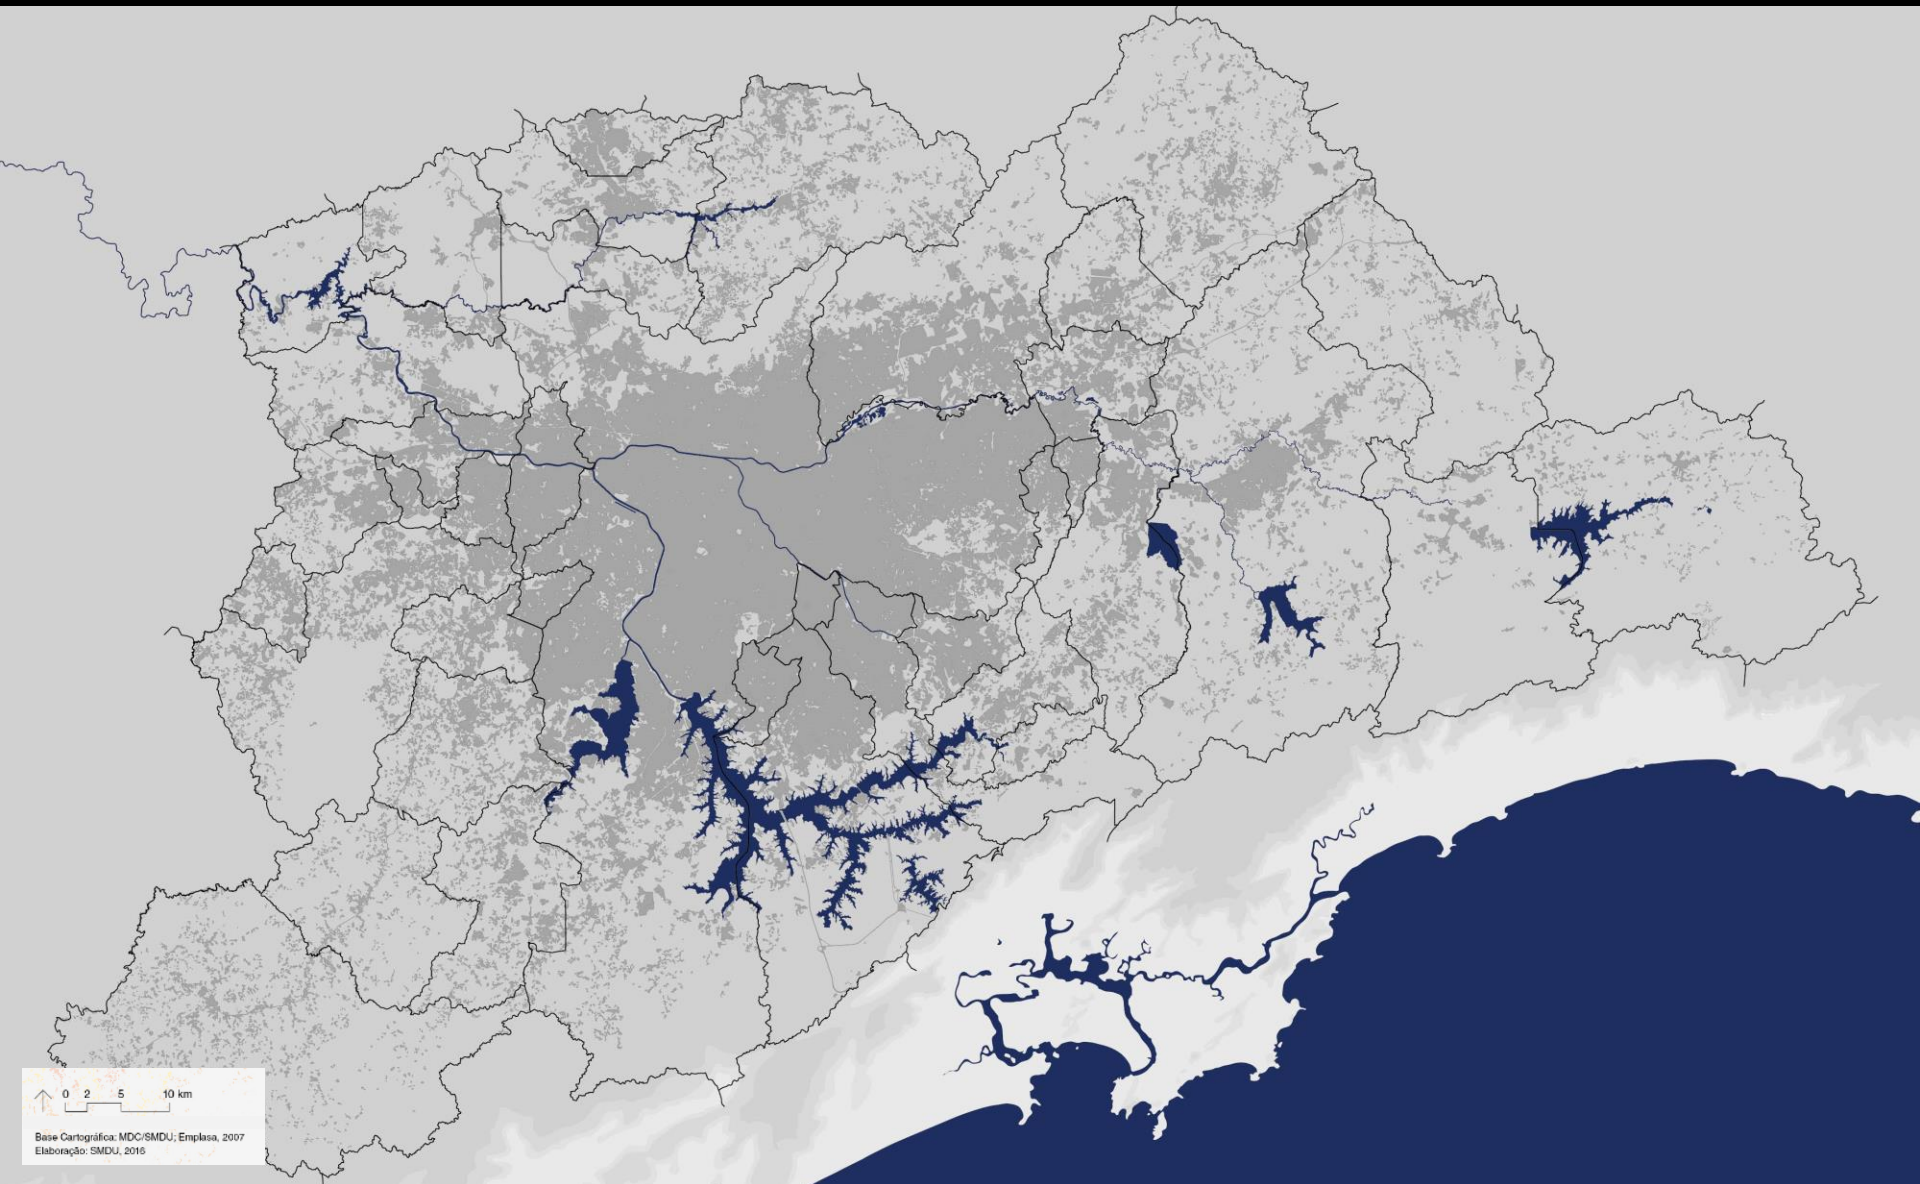 0 2 5 10 km
Base Cartográfica: MDC/SMDU; Emplasa, 2007
Elaboração: SMDU, 2016